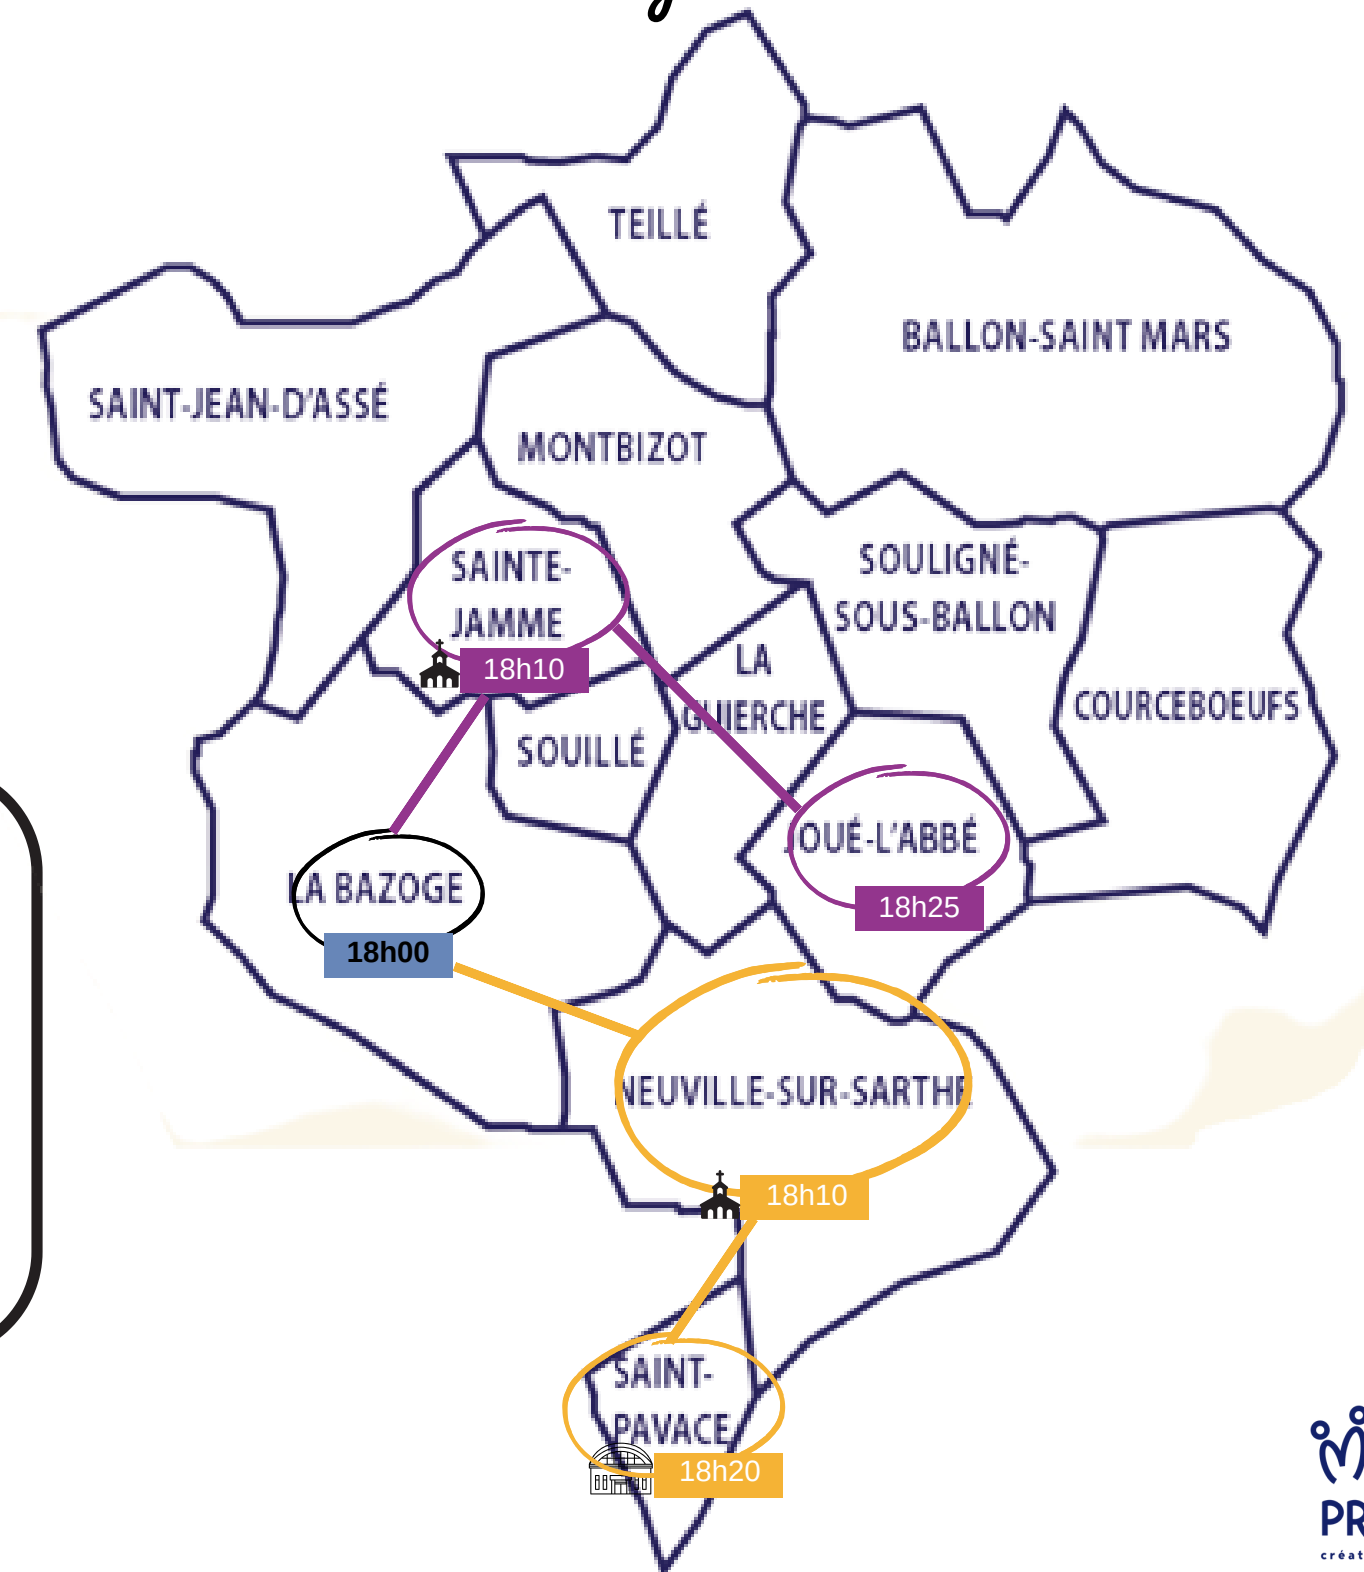 TEILLÉ
BALLON-SAINT MARS
SAINT-JEAN-D'ASSÉ
MONTBIZOT
SAINTE-
JAMME
18h10
SOULIGNÉ-
SOUS-BALLON
LA
GUIERCHE
COURCEBOEUFS
SOUILLÉ
JOUÉ-L'ABBÉ
18h25
LA BAZOGE
18h00
NEUVILLE-SUR-SARTHE
18h10
SAINT-
PAVACE
18h20
PR
créat